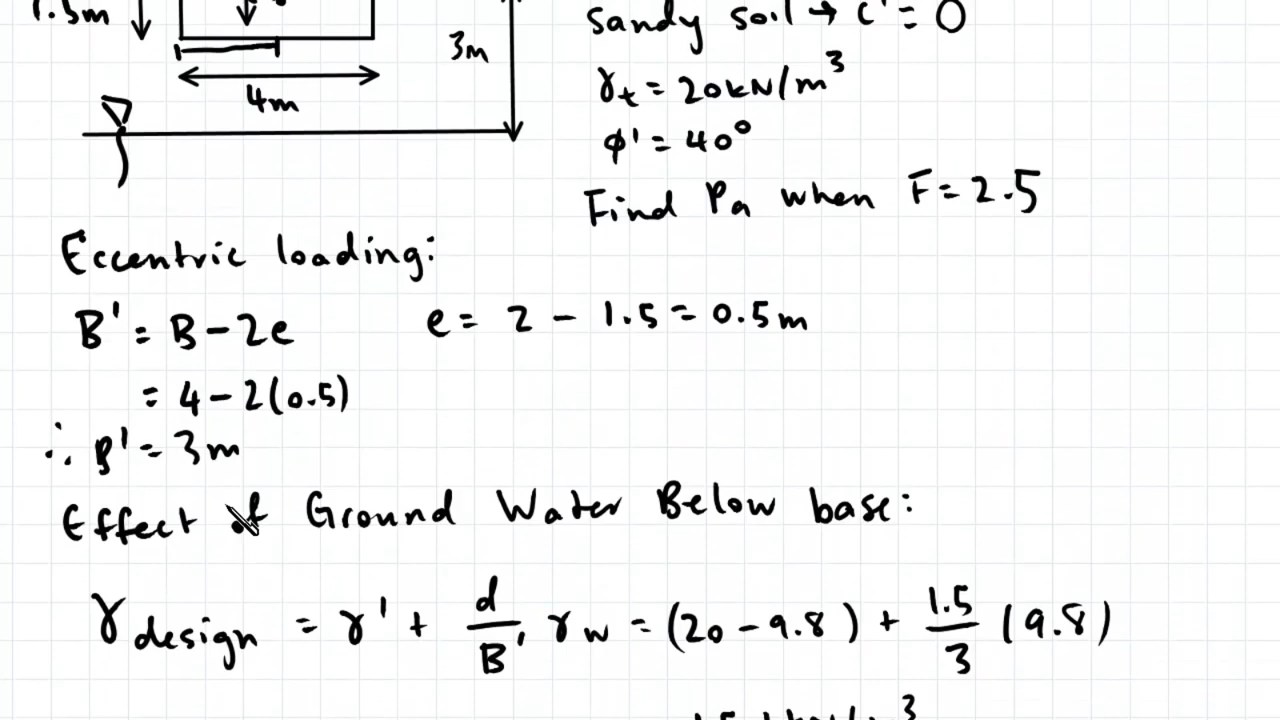 1.5m
sandy soil → c' = 0
3m
γt = 20kN/m³
4m
φ' = 40°
Find Pa when F = 2.5
Eccentric loading:
B' = B - 2e
e = 2 - 1.5 = 0.5m
= 4 - 2(0.5)
∴ B' = 3m
Effect of Ground Water Below base:
γdesign = γ' + d/B' γw = (20 - 9.8) + 1.5/3 (9.8)